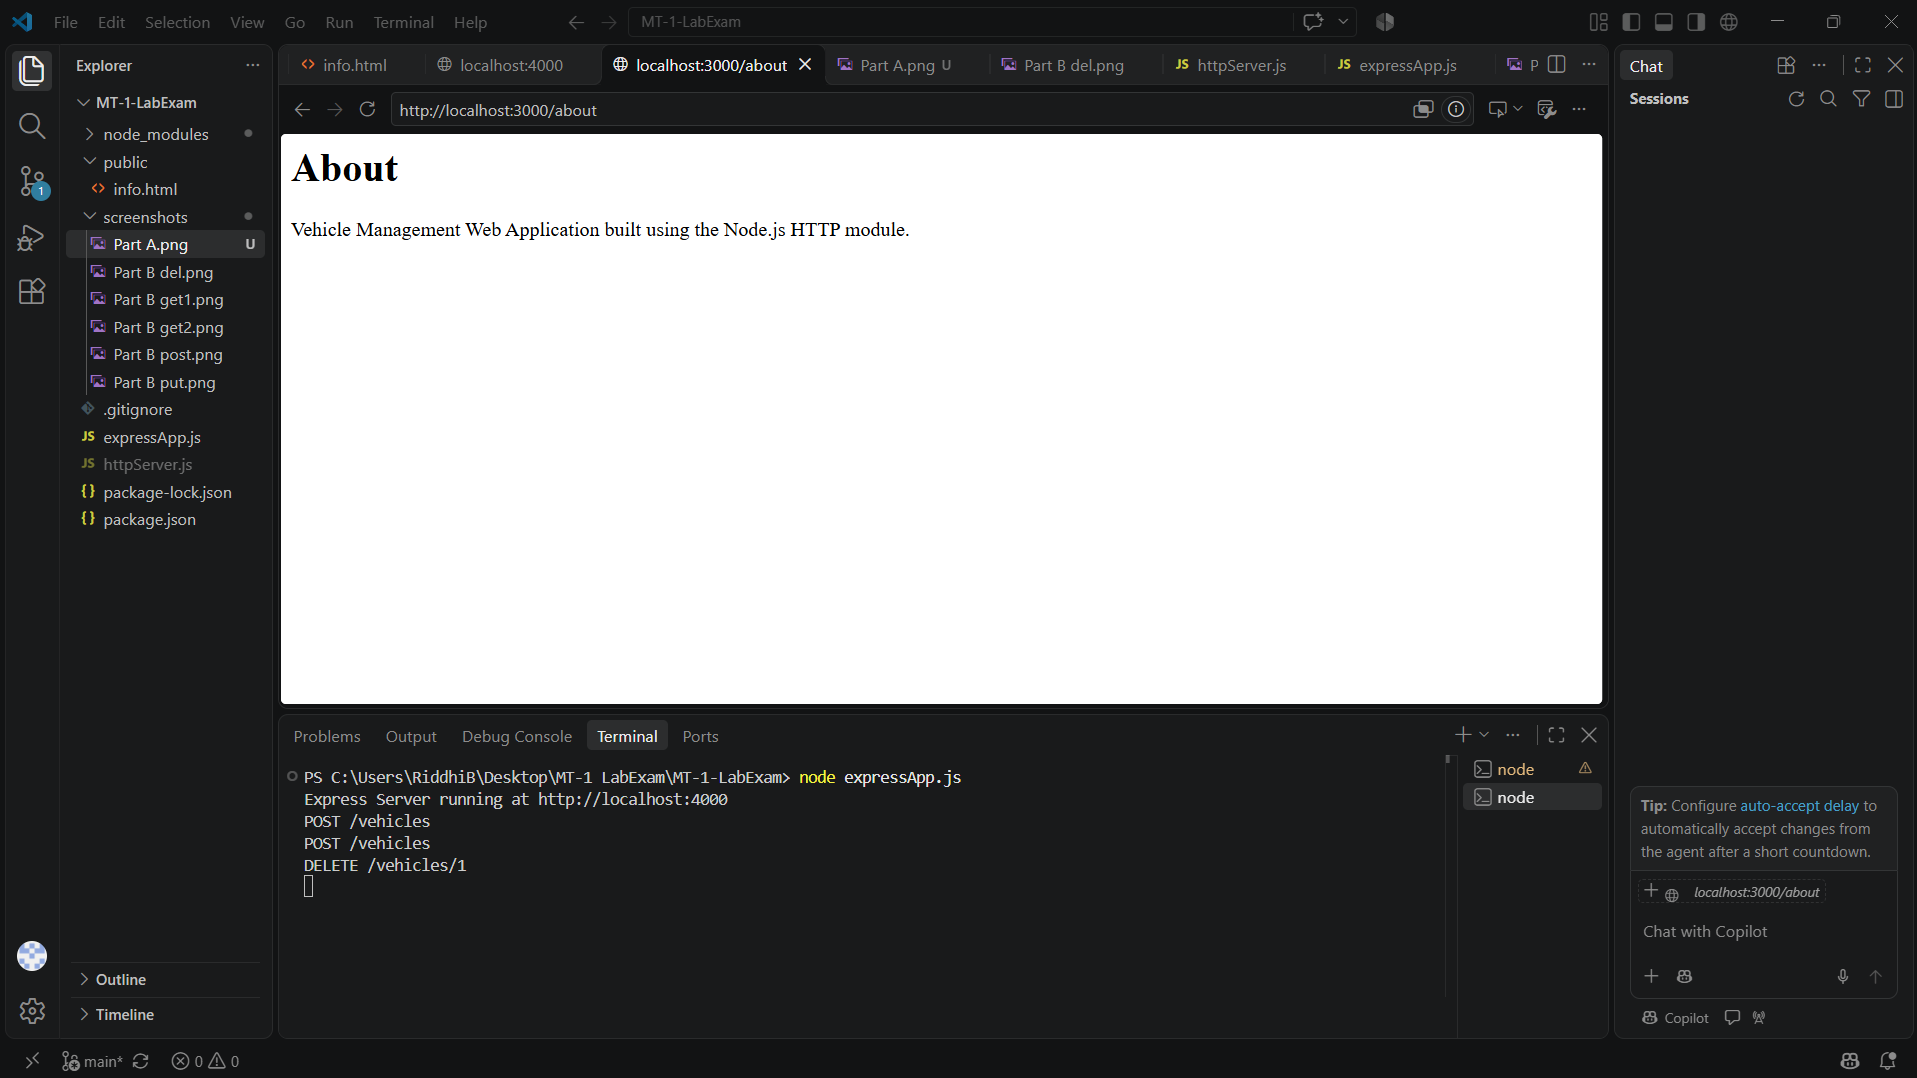 File Edit Selection View Go Run Terminal Help
MT-1-LabExam
Explorer
MT-1-LabExam
node_modules
public
info.html
screenshots
Part A.png U
Part B del.png
Part B get1.png
Part B get2.png
Part B post.png
Part B put.png
.gitignore
JS expressApp.js
JS httpServer.js
{} package-lock.json
{} package.json
Outline
Timeline
1
info.html
localhost:4000
localhost:3000/about
Part A.png U
Part B del.png
JS httpServer.js
JS expressApp.js
P
http://localhost:3000/about
About
Vehicle Management Web Application built using the Node.js HTTP module.
Problems Output Debug Console Terminal Ports
PS C:\Users\RiddhiB\Desktop\MT-1 LabExam\MT-1-LabExam> node expressApp.js
Express Server running at http://localhost:4000
POST /vehicles
POST /vehicles
DELETE /vehicles/1
node
node
Chat
Sessions
Tip: Configure auto-accept delay to
automatically accept changes from
the agent after a short countdown.
localhost:3000/about
Chat with Copilot
Copilot
main* 0 0